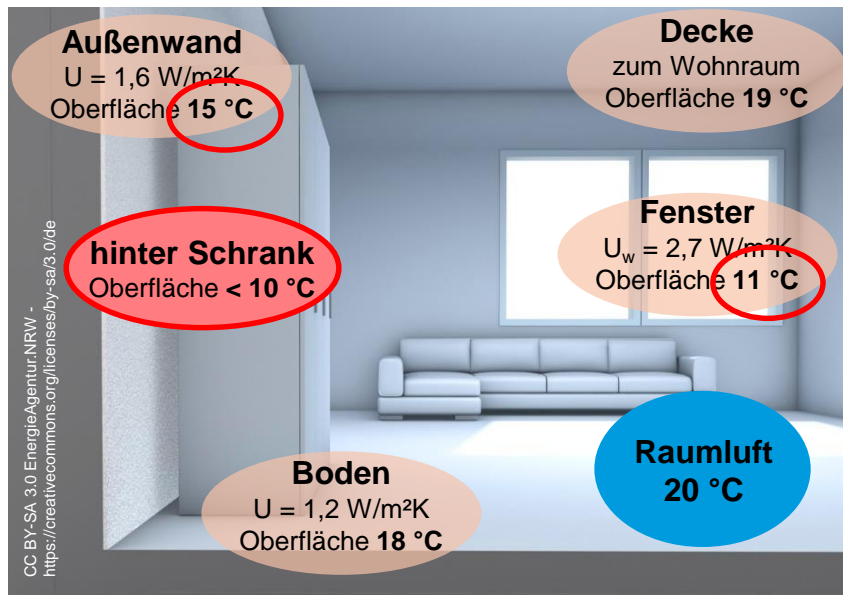 Außenwand
U = 1,6 W/m²K
Oberfläche 15 °C
Decke
zum Wohnraum
Oberfläche 19 °C
hinter Schrank
Oberfläche < 10 °C
Fenster
Uw = 2,7 W/m²K
Oberfläche 11 °C
Boden
U = 1,2 W/m²K
Oberfläche 18 °C
Raumluft
20 °C
CC BY-SA 3.0 EnergieAgentur.NRW -
https://creativecommons.org/licenses/by-sa/3.0/de